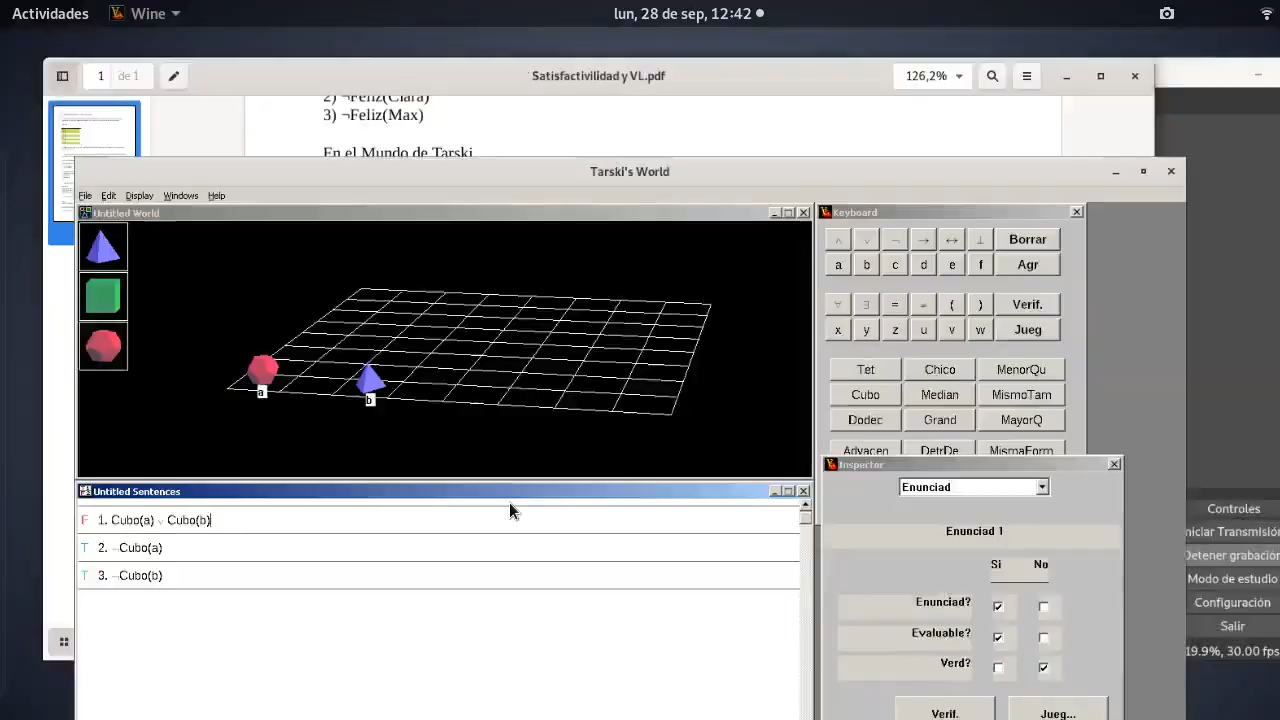 Actividades
Wine
lun, 28 de sep, 12:42
1 de 1
Satisfactivilidad y VL.pdf
126,2%
2) ¬Feliz(Clara)
3) ¬Feliz(Max)
En el Mundo de Tarski
Tarski's World
File Edit Display Windows Help
Untitled World
a
b
Keyboard
∧ ∨ ¬ → ↔ ⊥ Borrar
a b c d e f Agr
∀ ∃ = ≠ ( ) Verif.
x y z u v w Jueg
Tet Chico MenorQu
Cubo Median MismoTam
Dodec Grand MayorQ
Adyacen DetrDe MismaForm
Untitled Sentences
F 1. Cubo(a) ∨ Cubo(b)
T 2. ¬Cubo(a)
T 3. ¬Cubo(b)
Inspector
Enunciad
Enunciad 1
Si No
Enunciad?
Evaluable?
Verd?
Verif. Jueg...
Controles
niciar Transmisión
Detener grabación
Modo de estudio
Configuración
Salir
19.9%, 30.00 fps